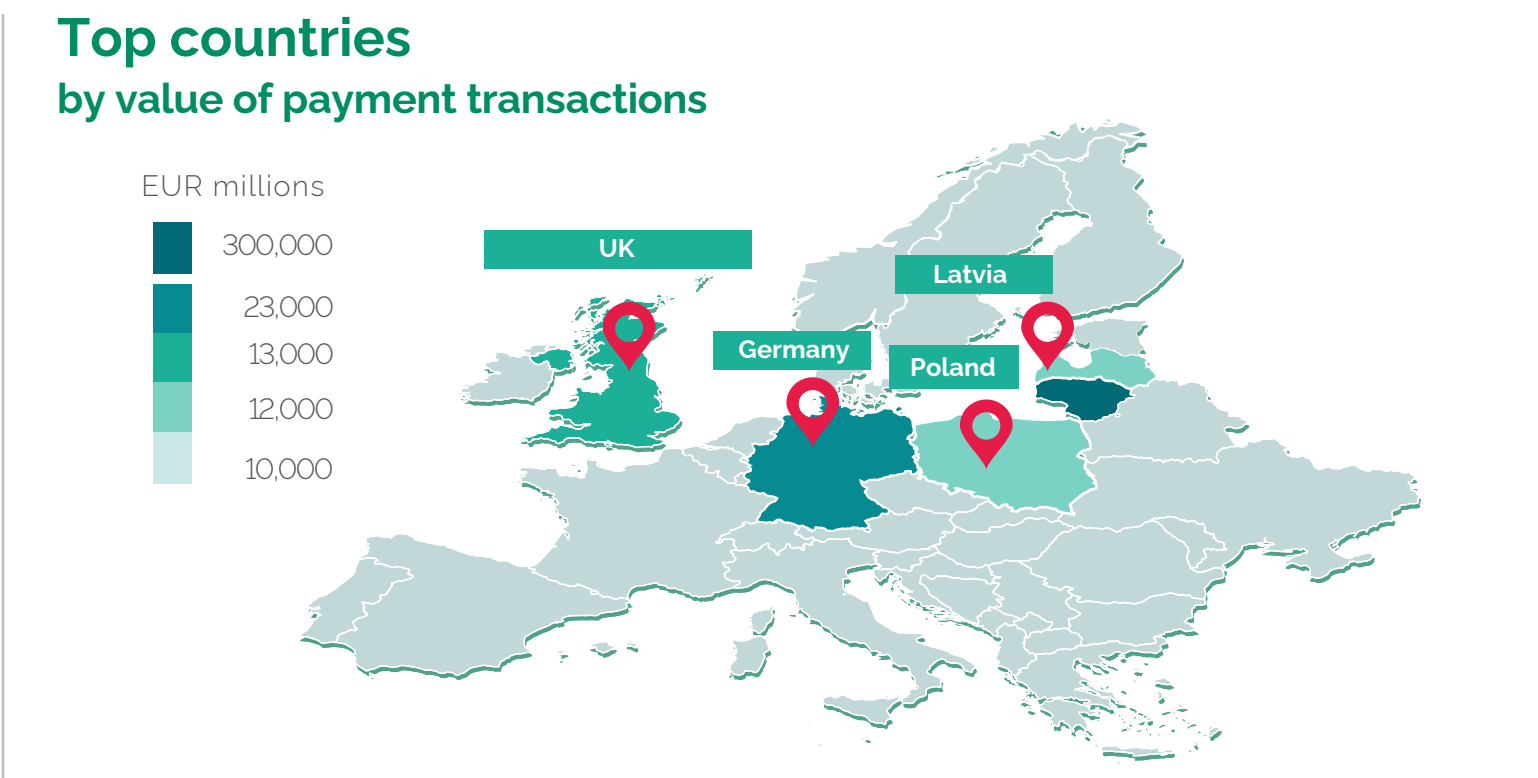 Top countries
by value of payment transactions
EUR millions
300,000
23,000
13,000
12,000
10,000
UK
Latvia
Germany
Poland